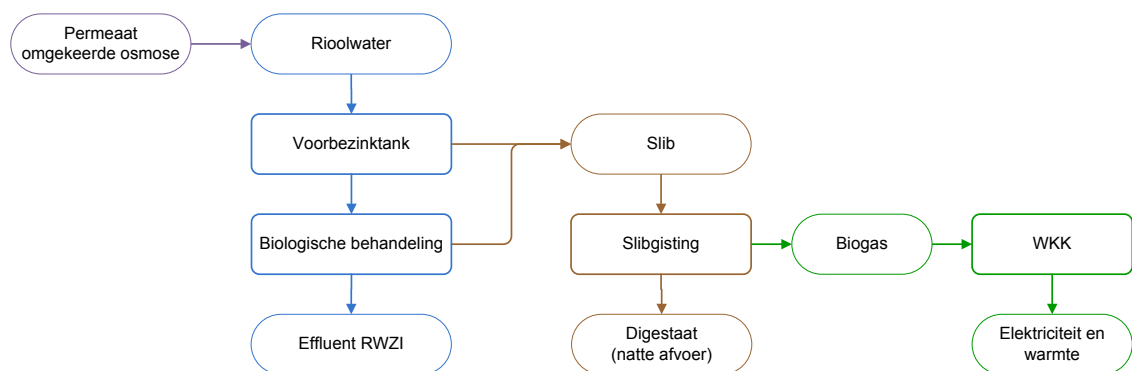 Permeaat
omgekeerde osmose
Rioolwater
Voorbezinktank
Slib
Biologische behandeling
Slibgisting
Biogas
WKK
Effluent RWZI
Digestaat
(natte afvoer)
Elektriciteit en
warmte